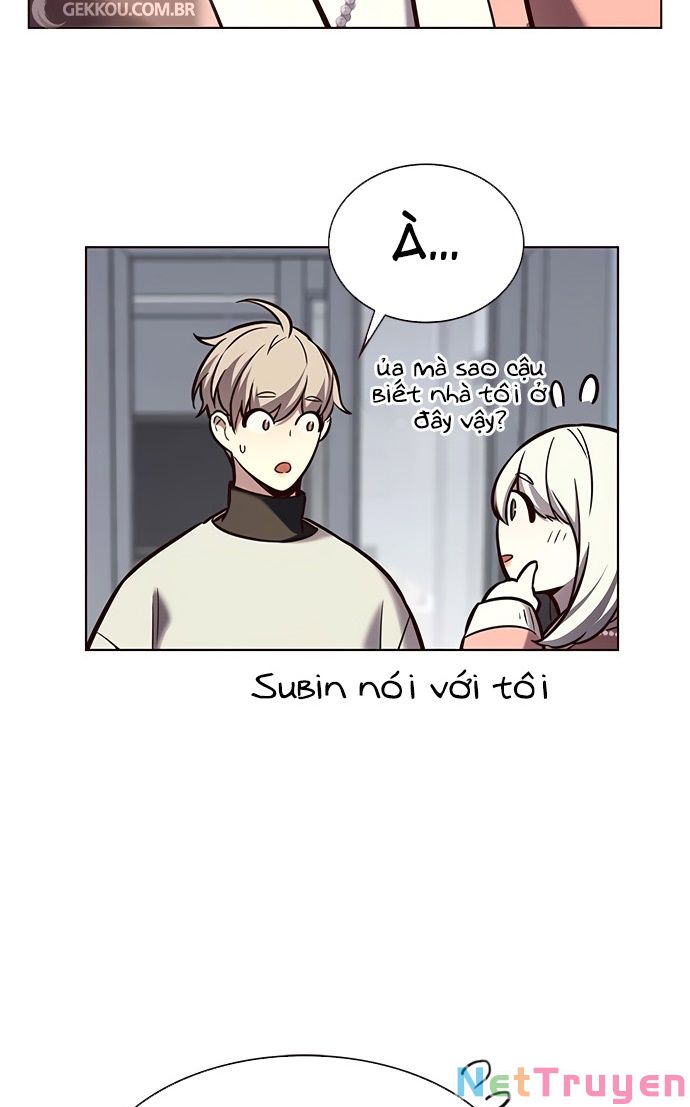 GEKKOU.COM.BR
À...
ủa mà sao cậu
biết nhà tôi ở
đây vậy?
Subin nói với tôi
NetTruyen